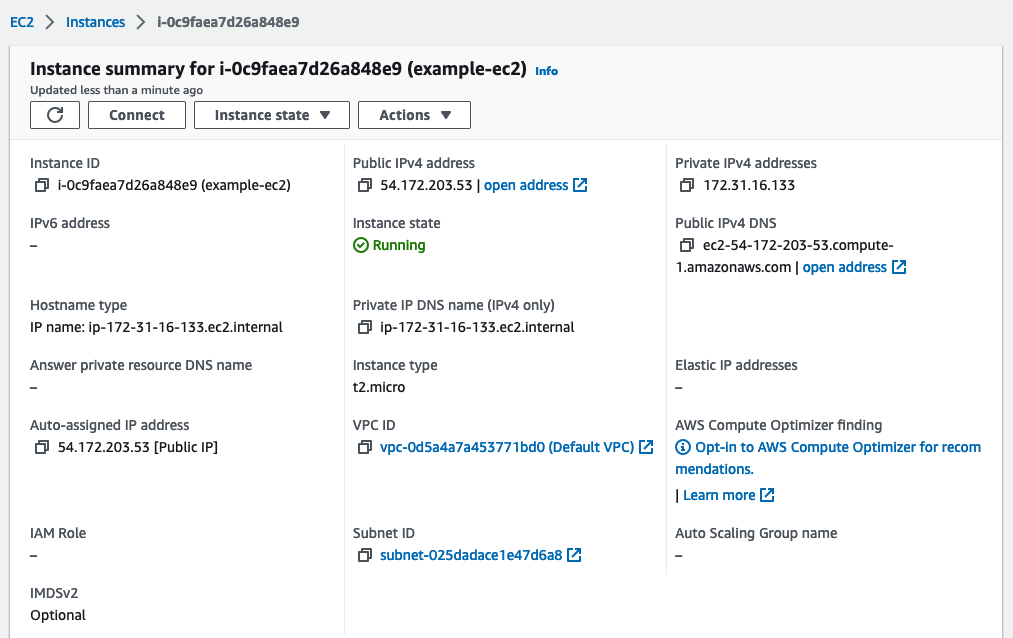 EC2 > Instances > i-0c9faea7d26a848e9
Instance summary for i-0c9faea7d26a848e9 (example-ec2) Info
Updated less than a minute ago
Connect Instance state Actions
Instance ID
i-0c9faea7d26a848e9 (example-ec2)
Public IPv4 address
54.172.203.53 | open address
Private IPv4 addresses
172.31.16.133
IPv6 address
–
Instance state
Running
Public IPv4 DNS
ec2-54-172-203-53.compute-
1.amazonaws.com | open address
Hostname type
IP name: ip-172-31-16-133.ec2.internal
Private IP DNS name (IPv4 only)
ip-172-31-16-133.ec2.internal
Answer private resource DNS name
–
Instance type
t2.micro
Elastic IP addresses
–
Auto-assigned IP address
54.172.203.53 [Public IP]
VPC ID
vpc-0d5a4a7a453771bd0 (Default VPC)
AWS Compute Optimizer finding
Opt-in to AWS Compute Optimizer for recom
mendations.
| Learn more
IAM Role
–
Subnet ID
subnet-025dadace1e47d6a8
Auto Scaling Group name
–
IMDSv2
Optional